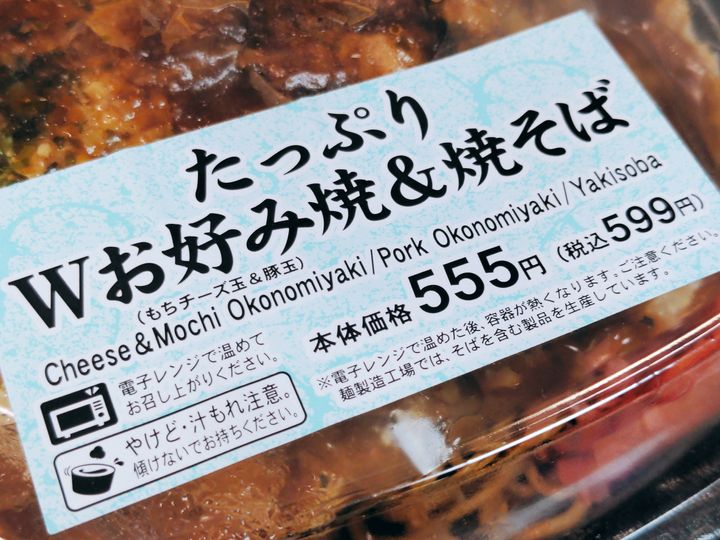 たっぷり
Wお好み焼&焼そば
(もちチーズ玉&豚玉)
Cheese&Mochi Okonomiyaki/Pork Okonomiyaki/Yakisoba
本体価格555円(税込599円)
電子レンジで温めて
お召し上がりください。
※電子レンジで温めた後、容器が熱くなります。ご注意ください。
麺製造工場では、そばを含む製品を生産しています。
やけど・汁もれ注意。
傾けないでお持ちください。